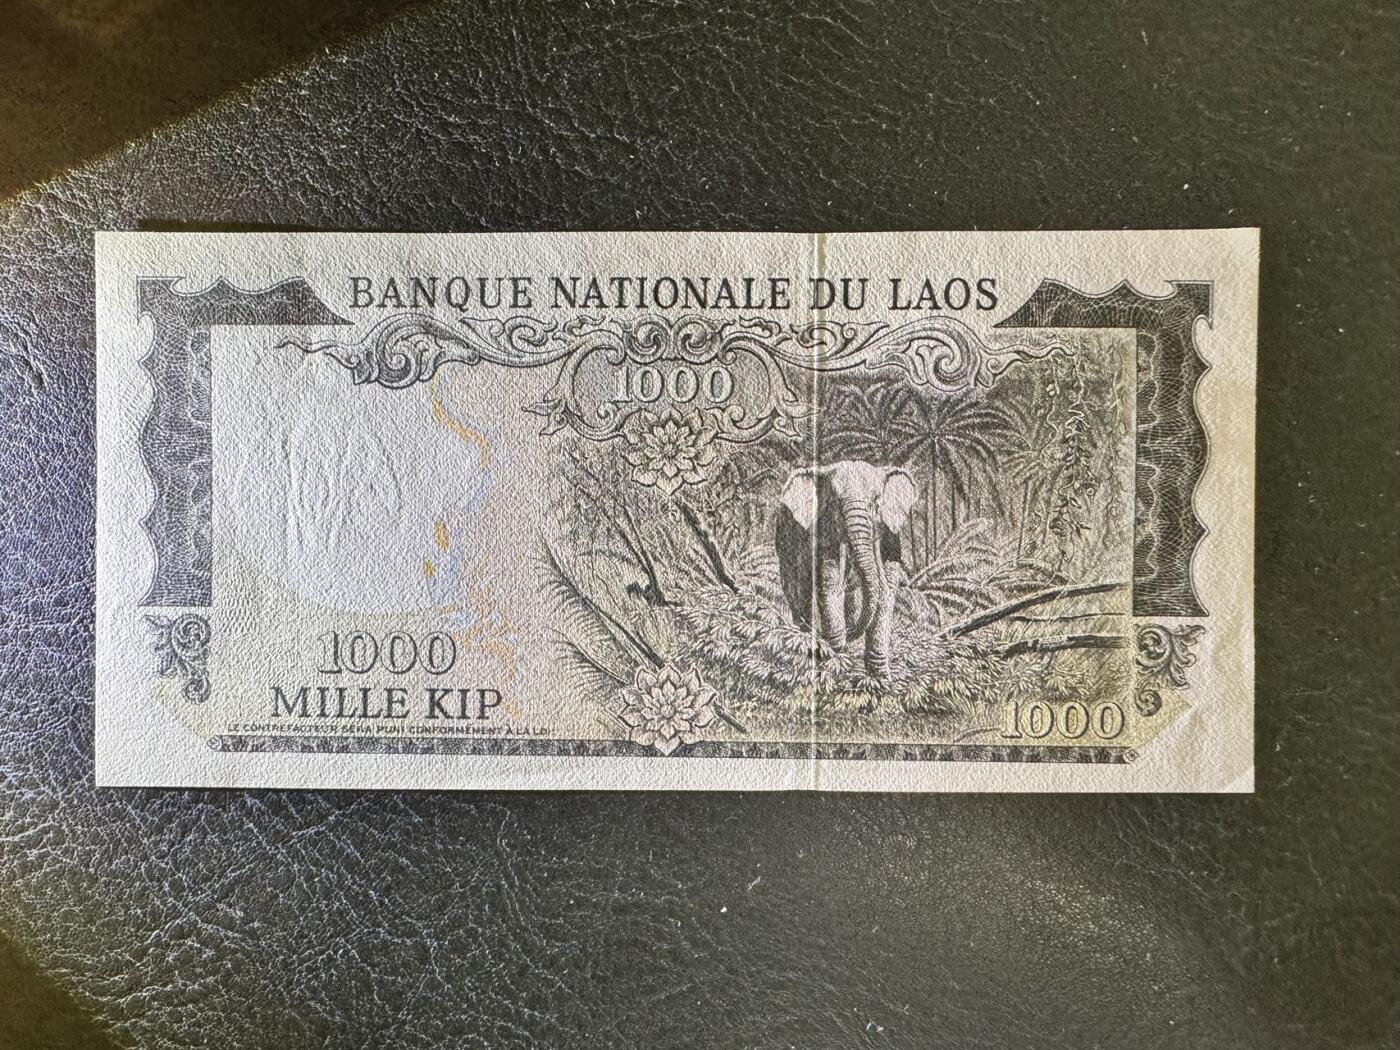 BANQUE NATIONALE DU LAOS
1000
1000
MILLE KIP
LE CONTREFACTEUR SERA PUNI CONFORMÉMENT À LA LOI
1000